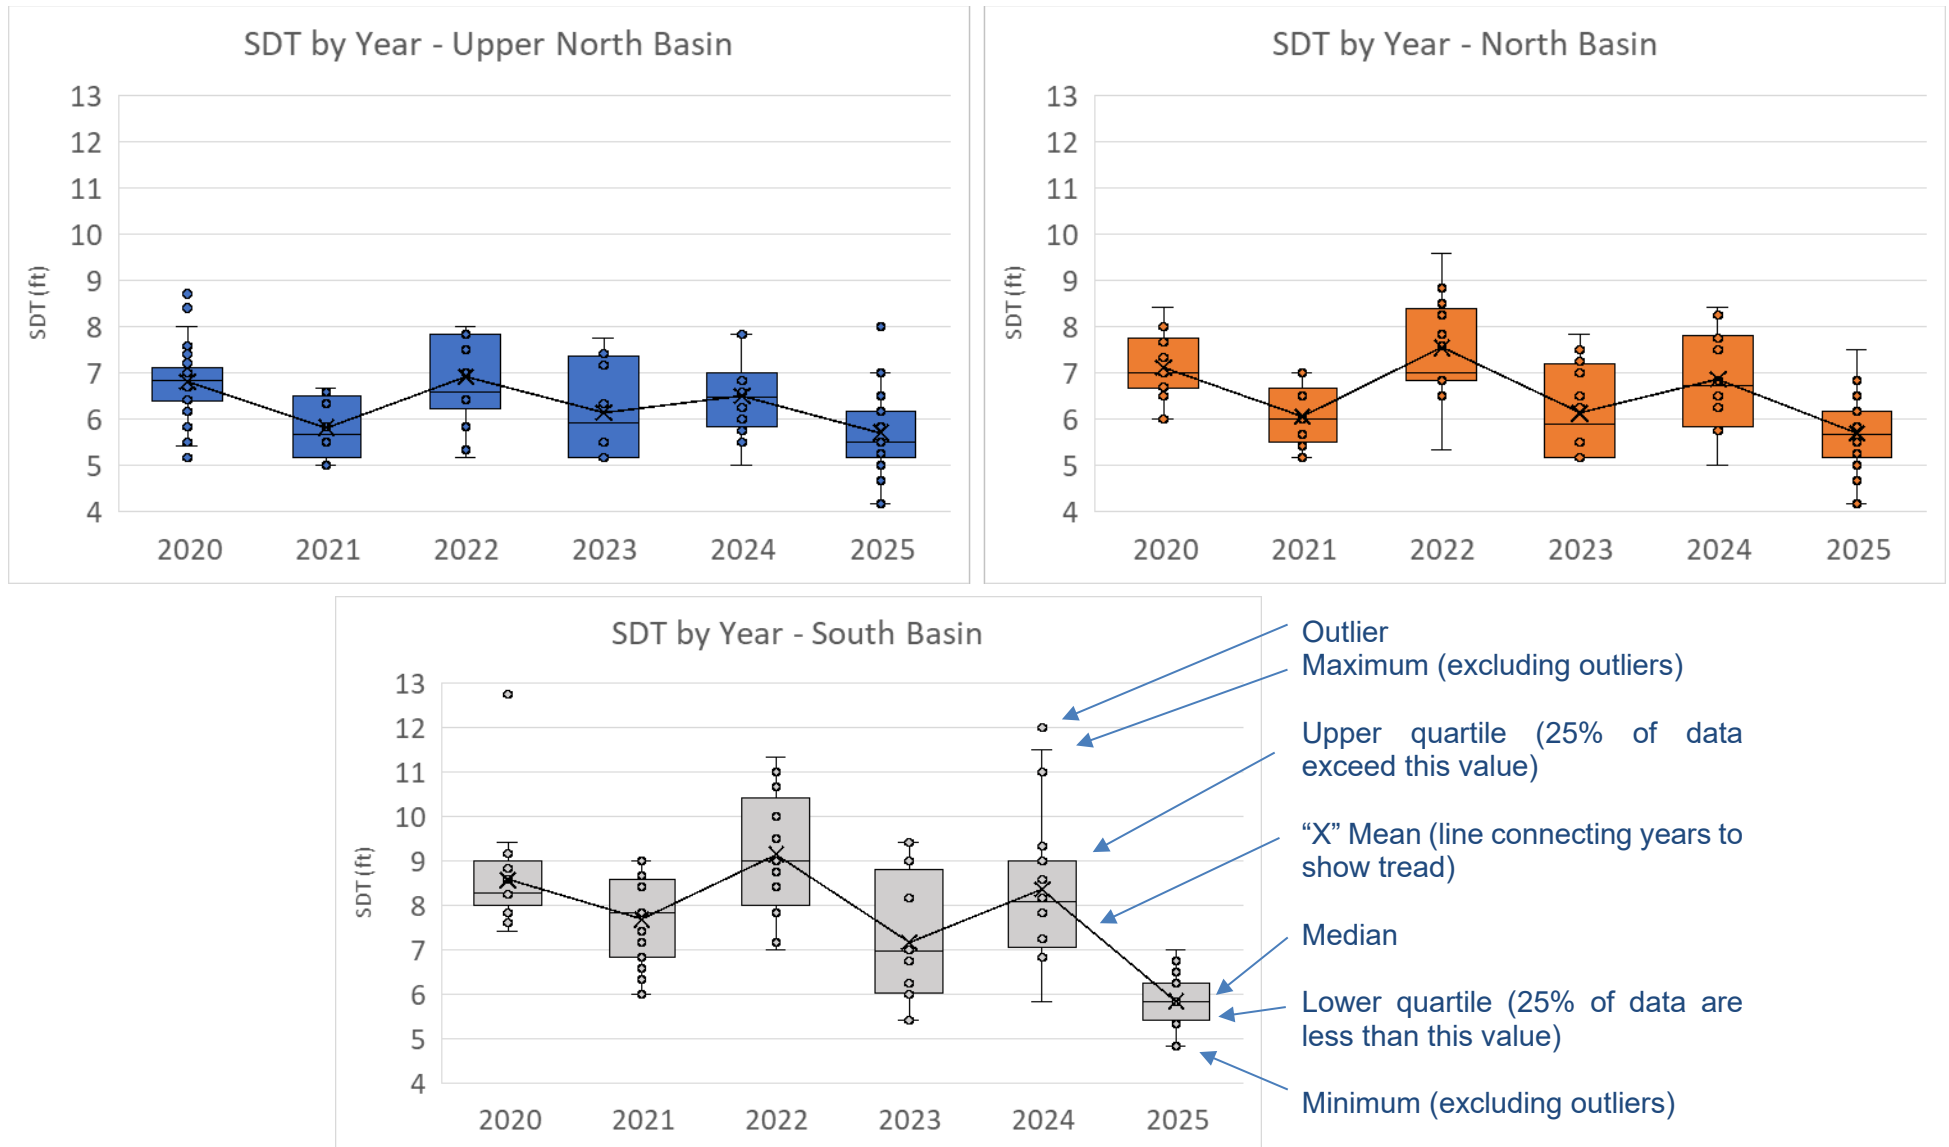 SDT by Year - Upper North Basin
13
12
11
10
9
8
7
6
5
4
SDT (ft)
2020 2021 2022 2023 2024 2025
SDT by Year - North Basin
13
12
11
10
9
8
7
6
5
4
SDT (ft)
2020 2021 2022 2023 2024 2025
SDT by Year - South Basin
13
12
11
10
9
8
7
6
5
4
SDT (ft)
2020 2021 2022 2023 2024 2025
Outlier
Maximum (excluding outliers)
Upper quartile (25% of data
exceed this value)
“X” Mean (line connecting years to
show tread)
Median
Lower quartile (25% of data are
less than this value)
Minimum (excluding outliers)